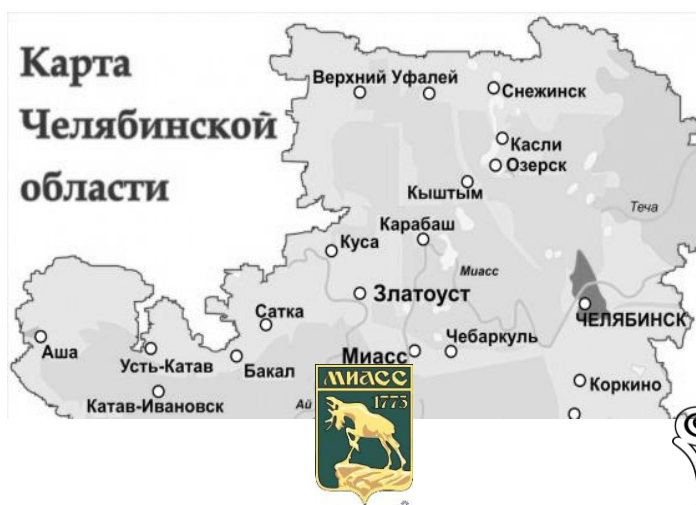 Карта
Челябинской
области
Верхний Уфалей
Снежинск
Касли
Озерск
Кыштым
Теча
Карабаш
Куса
Миасс
Златоуст
Сатка
ЧЕЛЯБИНСК
Аша
Усть-Катав
Бакал
Миасс
Чебаркуль
Коркино
Катав-Ивановск
Ай
МИАСС
1773